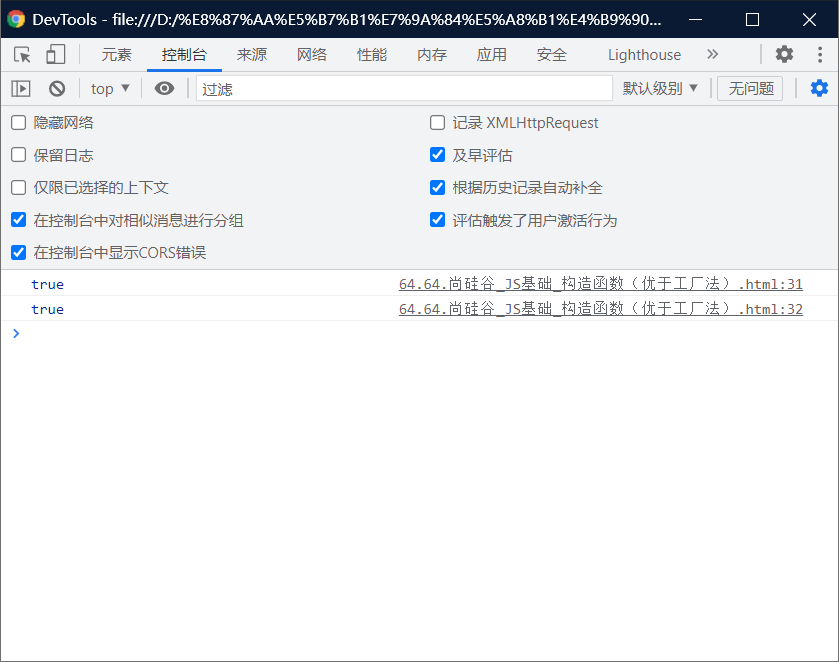 DevTools - file:///D:/%E8%87%AA%E5%B7%B1%E7%9A%84%E5%A8%B1%E4%B9%90...
元素 控制台 来源 网络 性能 内存 应用 安全 Lighthouse »
top ▼ 过滤 默认级别 ▼ 无问题
隐藏网络 记录 XMLHttpRequest
保留日志 及早评估
仅限已选择的上下文 根据历史记录自动补全
在控制台中对相似消息进行分组 评估触发了用户激活行为
在控制台中显示CORS错误
true 64.64.尚硅谷_JS基础_构造函数（优于工厂法）.html:31
true 64.64.尚硅谷_JS基础_构造函数（优于工厂法）.html:32